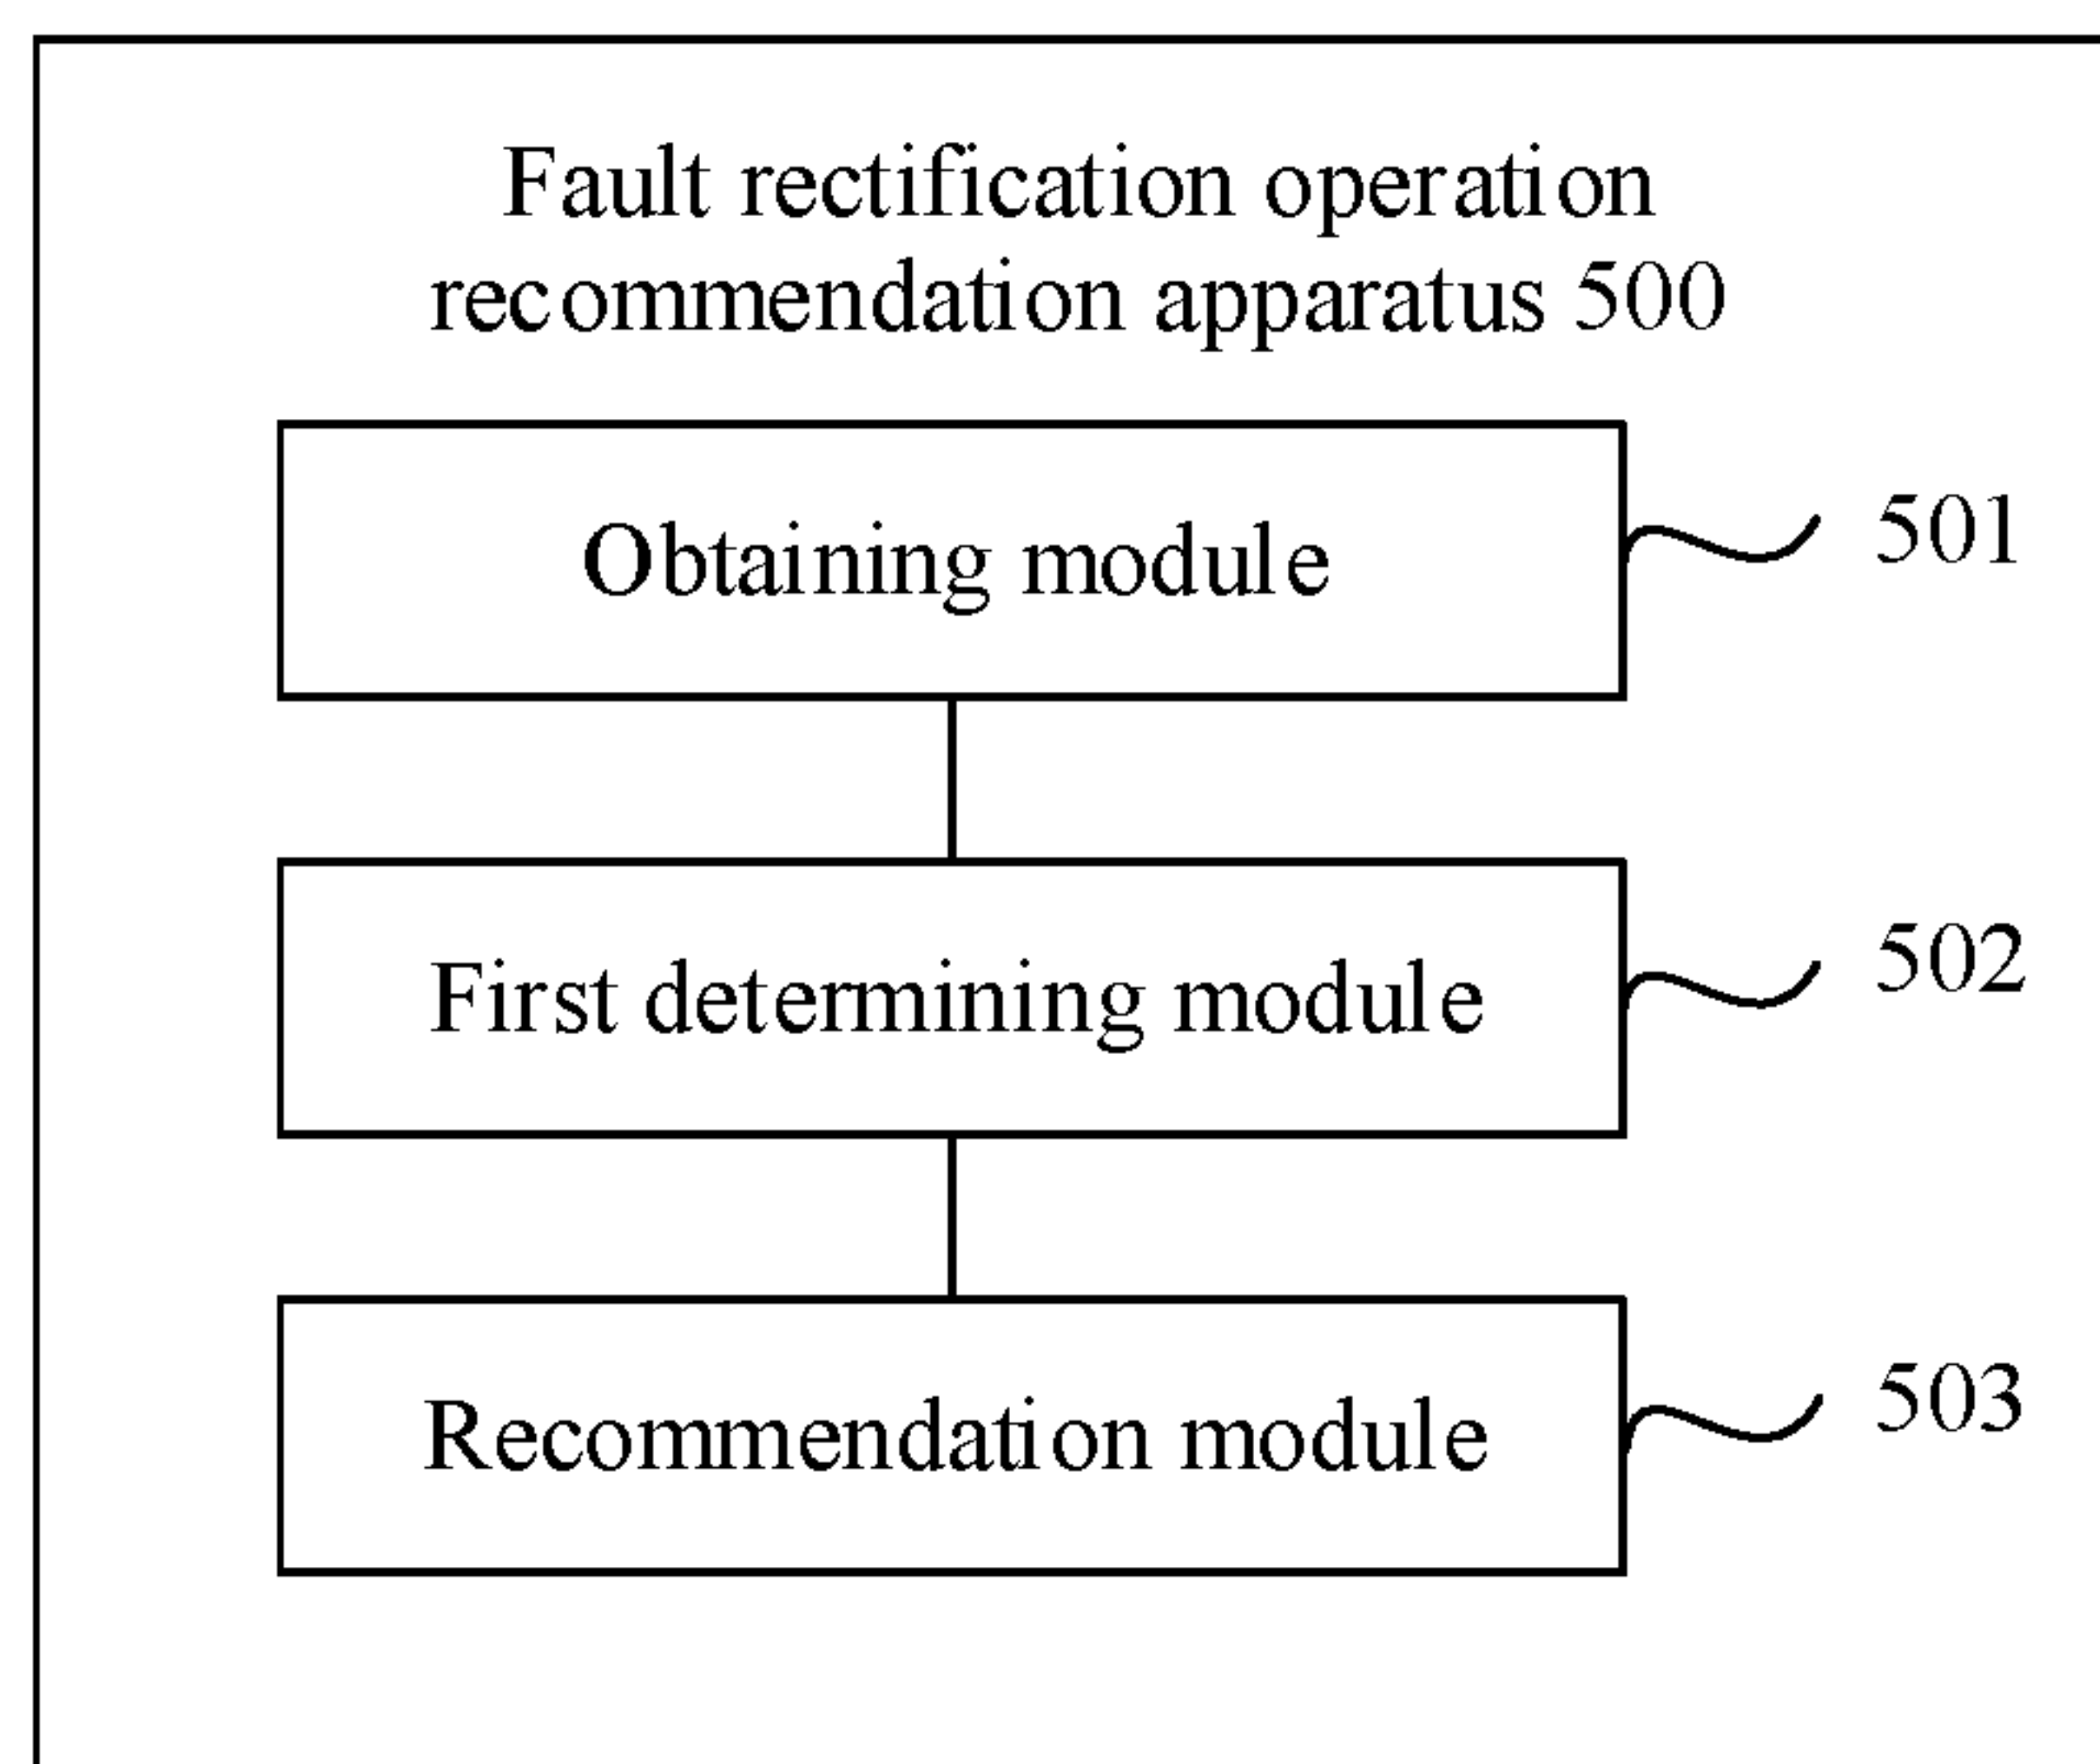 Fault rectification operation
recommendation apparatus 500
Obtaining module
501
First determining module
502
Recommendation module
503